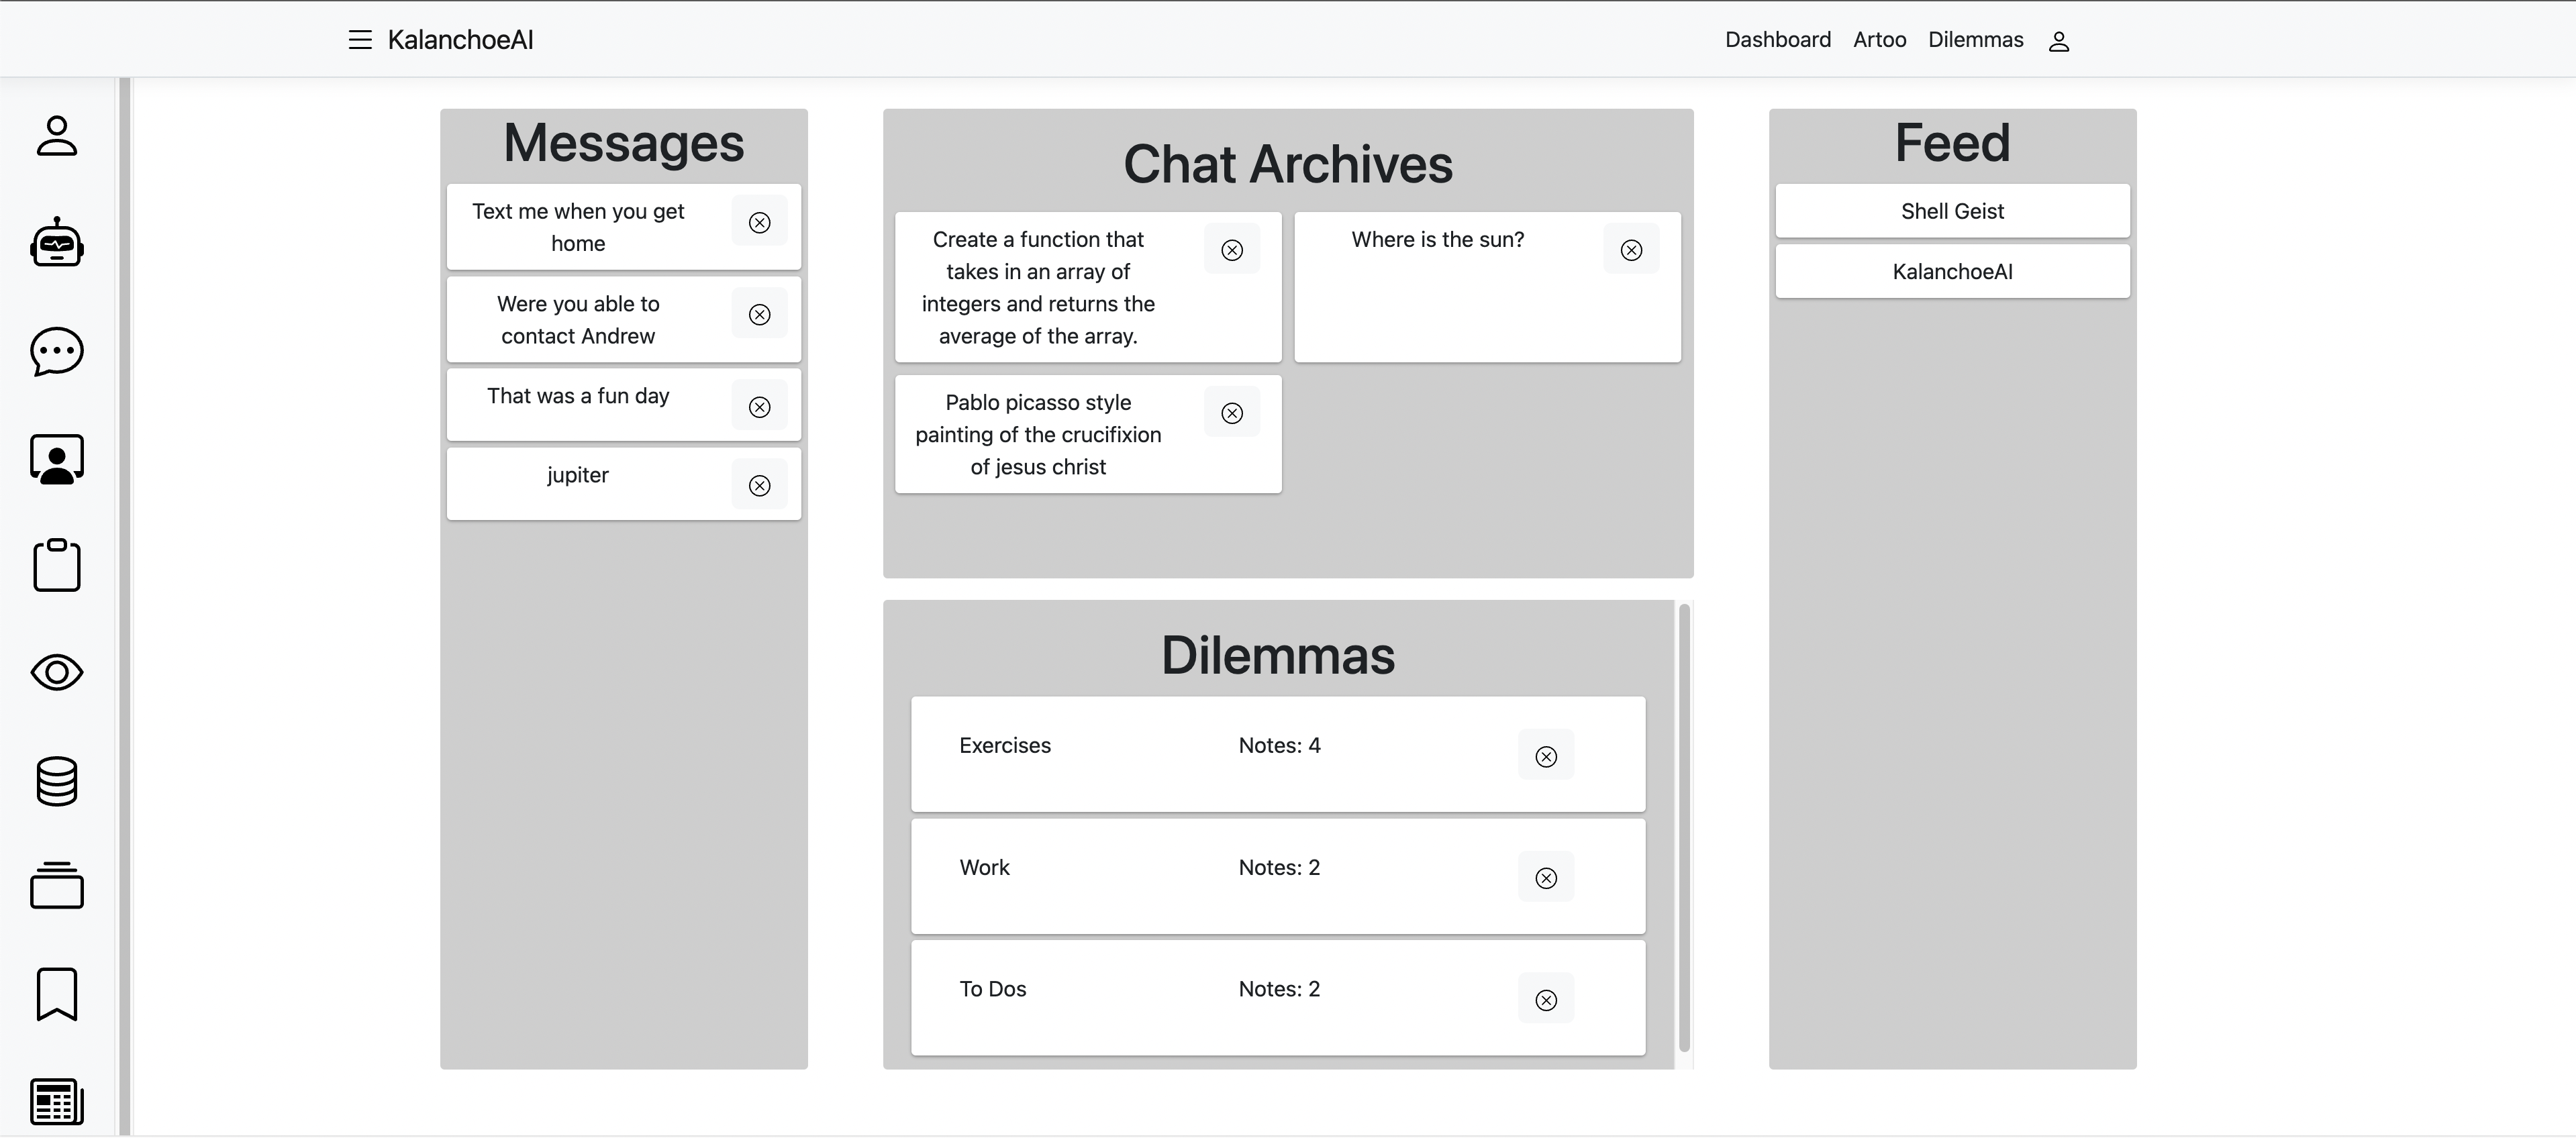 KalanchoeAI
Dashboard Artoo Dilemmas
Messages
Text me when you get
home
Were you able to
contact Andrew
That was a fun day
jupiter
Chat Archives
Create a function that
takes in an array of
integers and returns the
average of the array.
Where is the sun?
Pablo picasso style
painting of the crucifixion
of jesus christ
Dilemmas
Exercises Notes: 4
Work Notes: 2
To Dos Notes: 2
Feed
Shell Geist
KalanchoeAI